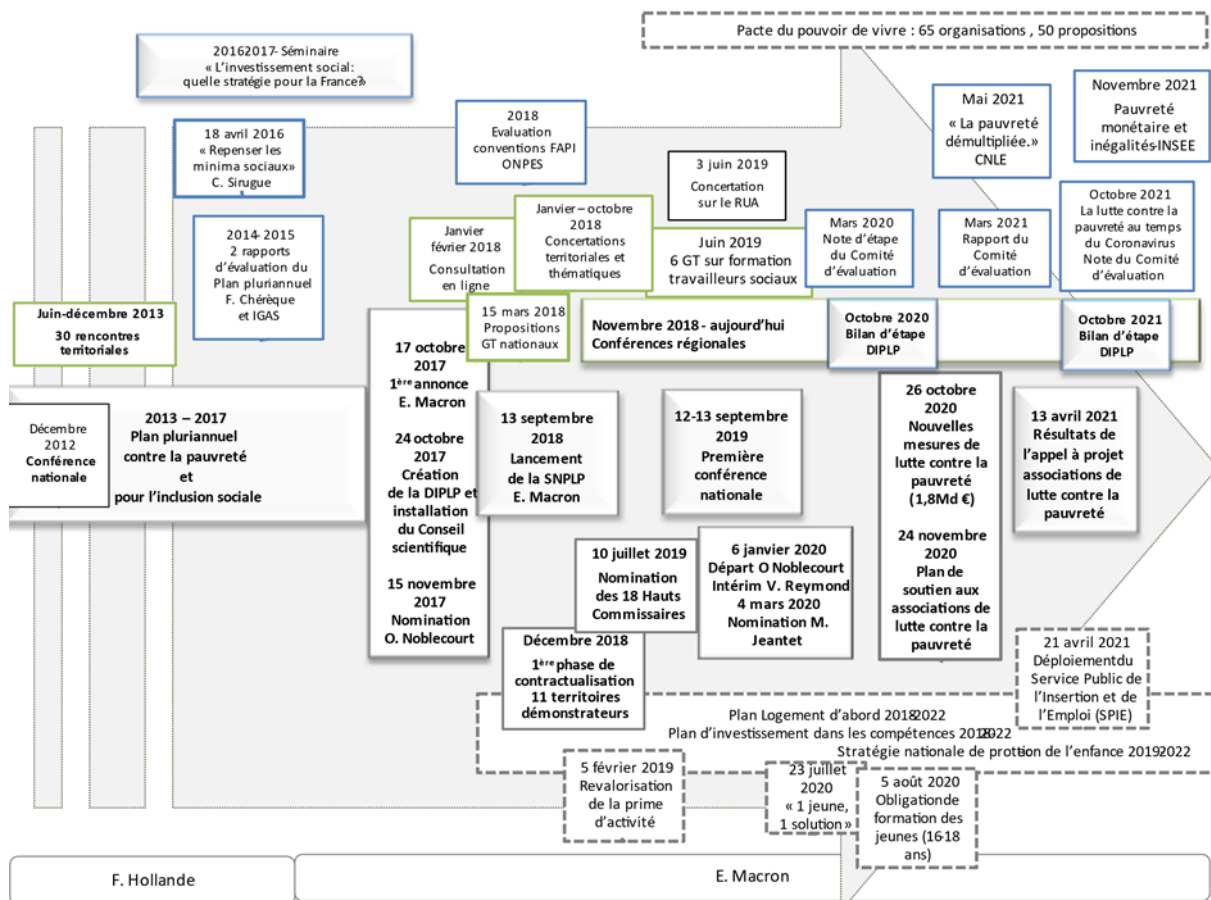 Pacte du pouvoir de vivre : 65 organisations , 50 propositions
20162017- Séminaire
« L’investissement social:
quelle stratégie pour la France?»
18 avril 2016
« Repenser les
minima sociaux»
C. Sirugue
2018
Evaluation
conventions FAPI
ONPES
3 juin 2019
Concertation
sur le RUA
Mai 2021
« La pauvreté
démultipliée.»
CNLE
Novembre 2021
Pauvreté
monétaire et
inégalités-INSEE
2014- 2015
2 rapports
d’évaluation du
Plan pluriannuel
F. Chérèque
et IGAS
Janvier
février 2018
Consultation
en ligne
Janvier – octobre
2018
Concertations
territoriales et
thématiques
Juin 2019
6 GT sur formation
travailleurs sociaux
Mars 2020
Note d’étape
du Comité
d’évaluation
Mars 2021
Rapport du
Comité
d’évaluation
Octobre 2021
La lutte contre la
pauvreté au temps
du Coronavirus
Note du Comité
d’évaluation
Juin-décembre 2013
30 rencontres
territoriales
15 mars 2018
Propositions
GT nationaux
Novembre 2018 - aujourd’hui
Conférences régionales
Octobre 2020
Bilan d’étape
DIPLP
Octobre 2021
Bilan d’étape
DIPLP
Décembre
2012
Conférence
nationale
2013 – 2017
Plan pluriannuel
contre la pauvreté
et
pour l’inclusion sociale
17 octobre
2017
1ère annonce
E. Macron
24 octobre
2017
Création
de la DIPLP et
installation
du Conseil
scientifique
15 novembre
2017
Nomination
O. Noblecourt
13 septembre
2018
Lancement
de la SNPLP
E. Macron
12-13 septembre
2019
Première
conférence
nationale
26 octobre
2020
Nouvelles
mesures de
lutte contre la
pauvreté
(1,8Md €)
24 novembre
2020
Plan de
soutien aux
associations de
lutte contre la
pauvreté
13 avril 2021
Résultats de
l’appel à projet
associations de
lutte contre la
pauvreté
10 juillet 2019
Nomination
des 18 Hauts
Commissaires
6 janvier 2020
Départ O Noblecourt
Intérim V. Reymond
4 mars 2020
Nomination M.
Jeantet
Décembre 2018
1ère phase de
contractualisation
11 territoires
démonstrateurs
21 avril 2021
Déploiementdu
Service Public de
l’Insertion et de
l’Emploi (SPIE)
Plan Logement d’abord 2018-2022
Plan d’investissement dans les compétences 2018-2022
Stratégie nationale de prottion de l’enfance 20192022
5 février 2019
Revalorisation
de la prime
d’activité
23 juillet
2020
« 1 jeune,
1 solution »
5 août 2020
Obligationde
formation des
jeunes (16-18
ans)
F. Hollande
E. Macron